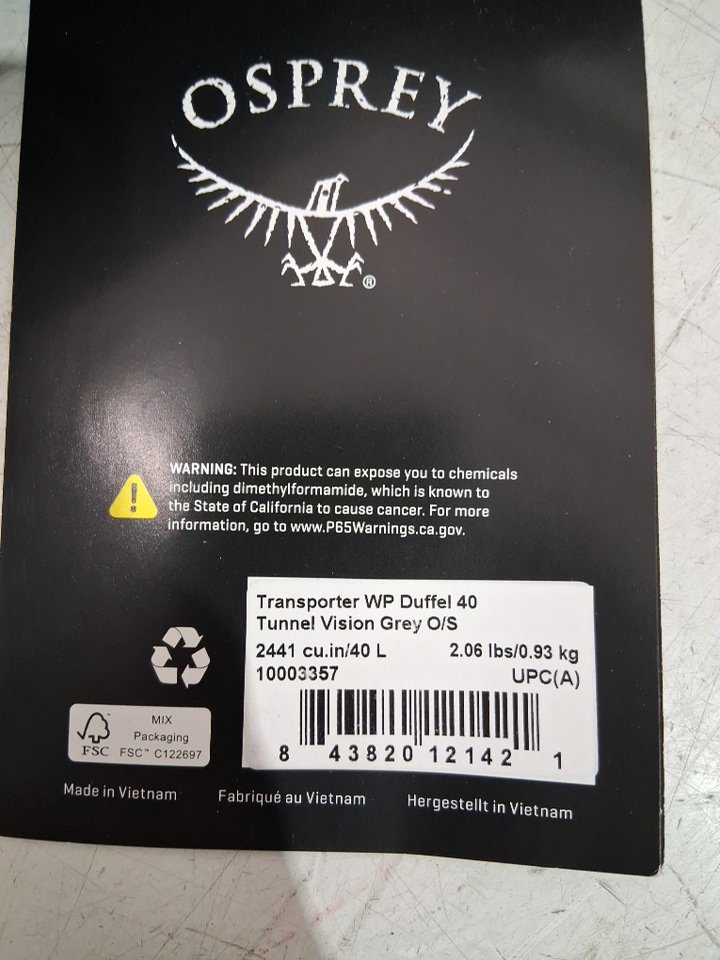 OSPREY
®
WARNING: This product can expose you to chemicals
including dimethylformamide, which is known to
the State of California to cause cancer. For more
information, go to www.P65Warnings.ca.gov.
Transporter WP Duffel 40
Tunnel Vision Grey O/S
2441 cu.in/40 L 2.06 lbs/0.93 kg
10003357 UPC(A)
8 43820 12142 1
MIX
Packaging
FSC FSC™ C122697
Made in Vietnam Fabriqué au Vietnam Hergestellt in Vietnam